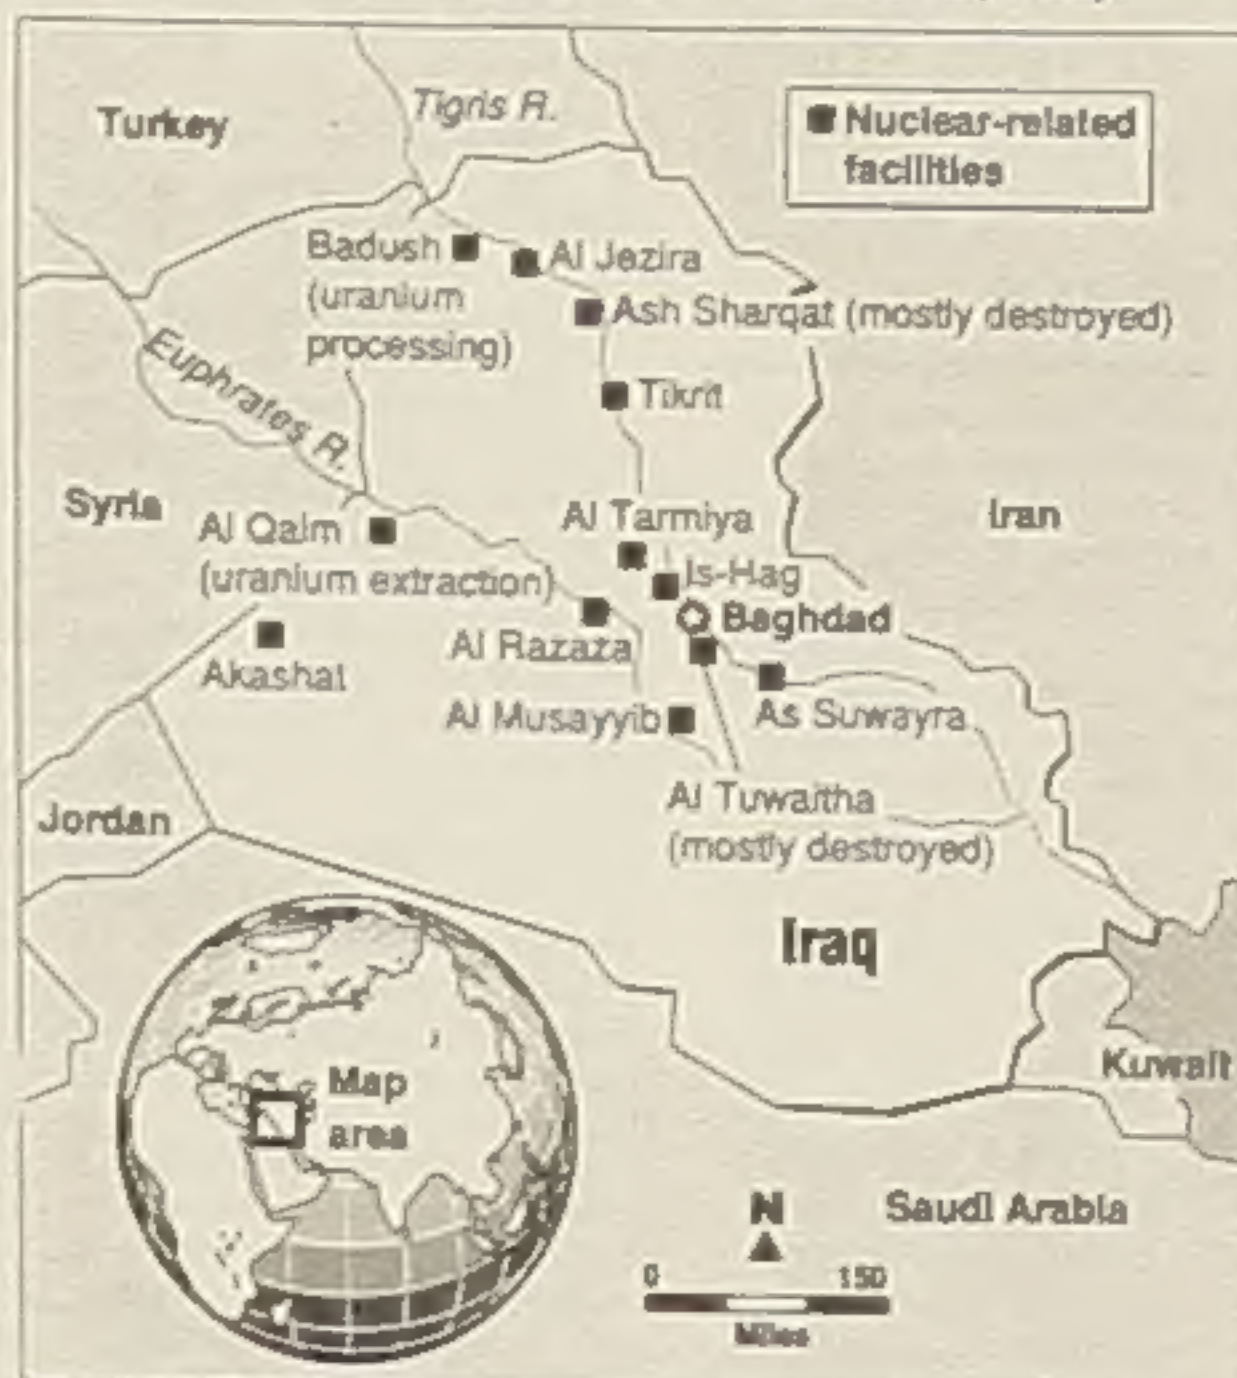 Turkey
Tigris R.
Nuclear-related
facilities
Badush
(uranium
processing)
Al Jezira
Ash Sharqat (mostly destroyed)
Euphrates R.
Tikrit
Syria
Al Qaim
(uranium extraction)
Al Tarmiya
Iran
Is-Hag
Baghdad
Al Razaza
Akashat
Al Musayyib
As Suwayra
Al Tuwaitha
(mostly destroyed)
Jordan
Iraq
Map
area
Kuwait
Saudi Arabia
N
0 150
Miles